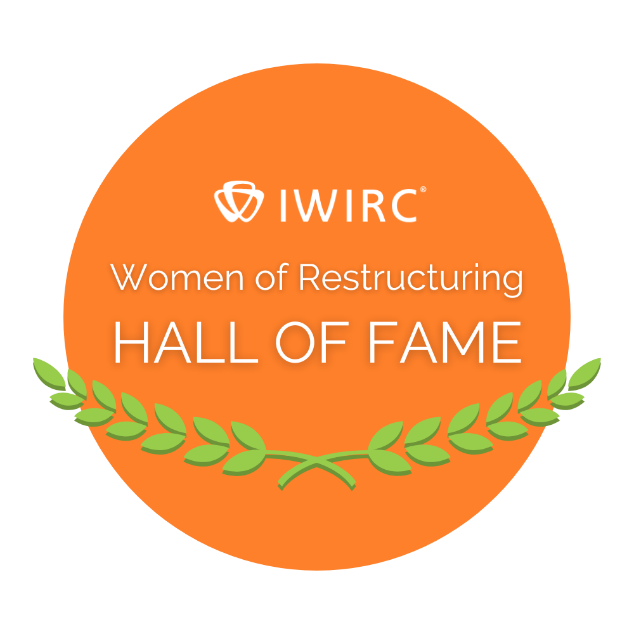 IWIRC®
Women of Restructuring
HALL OF FAME